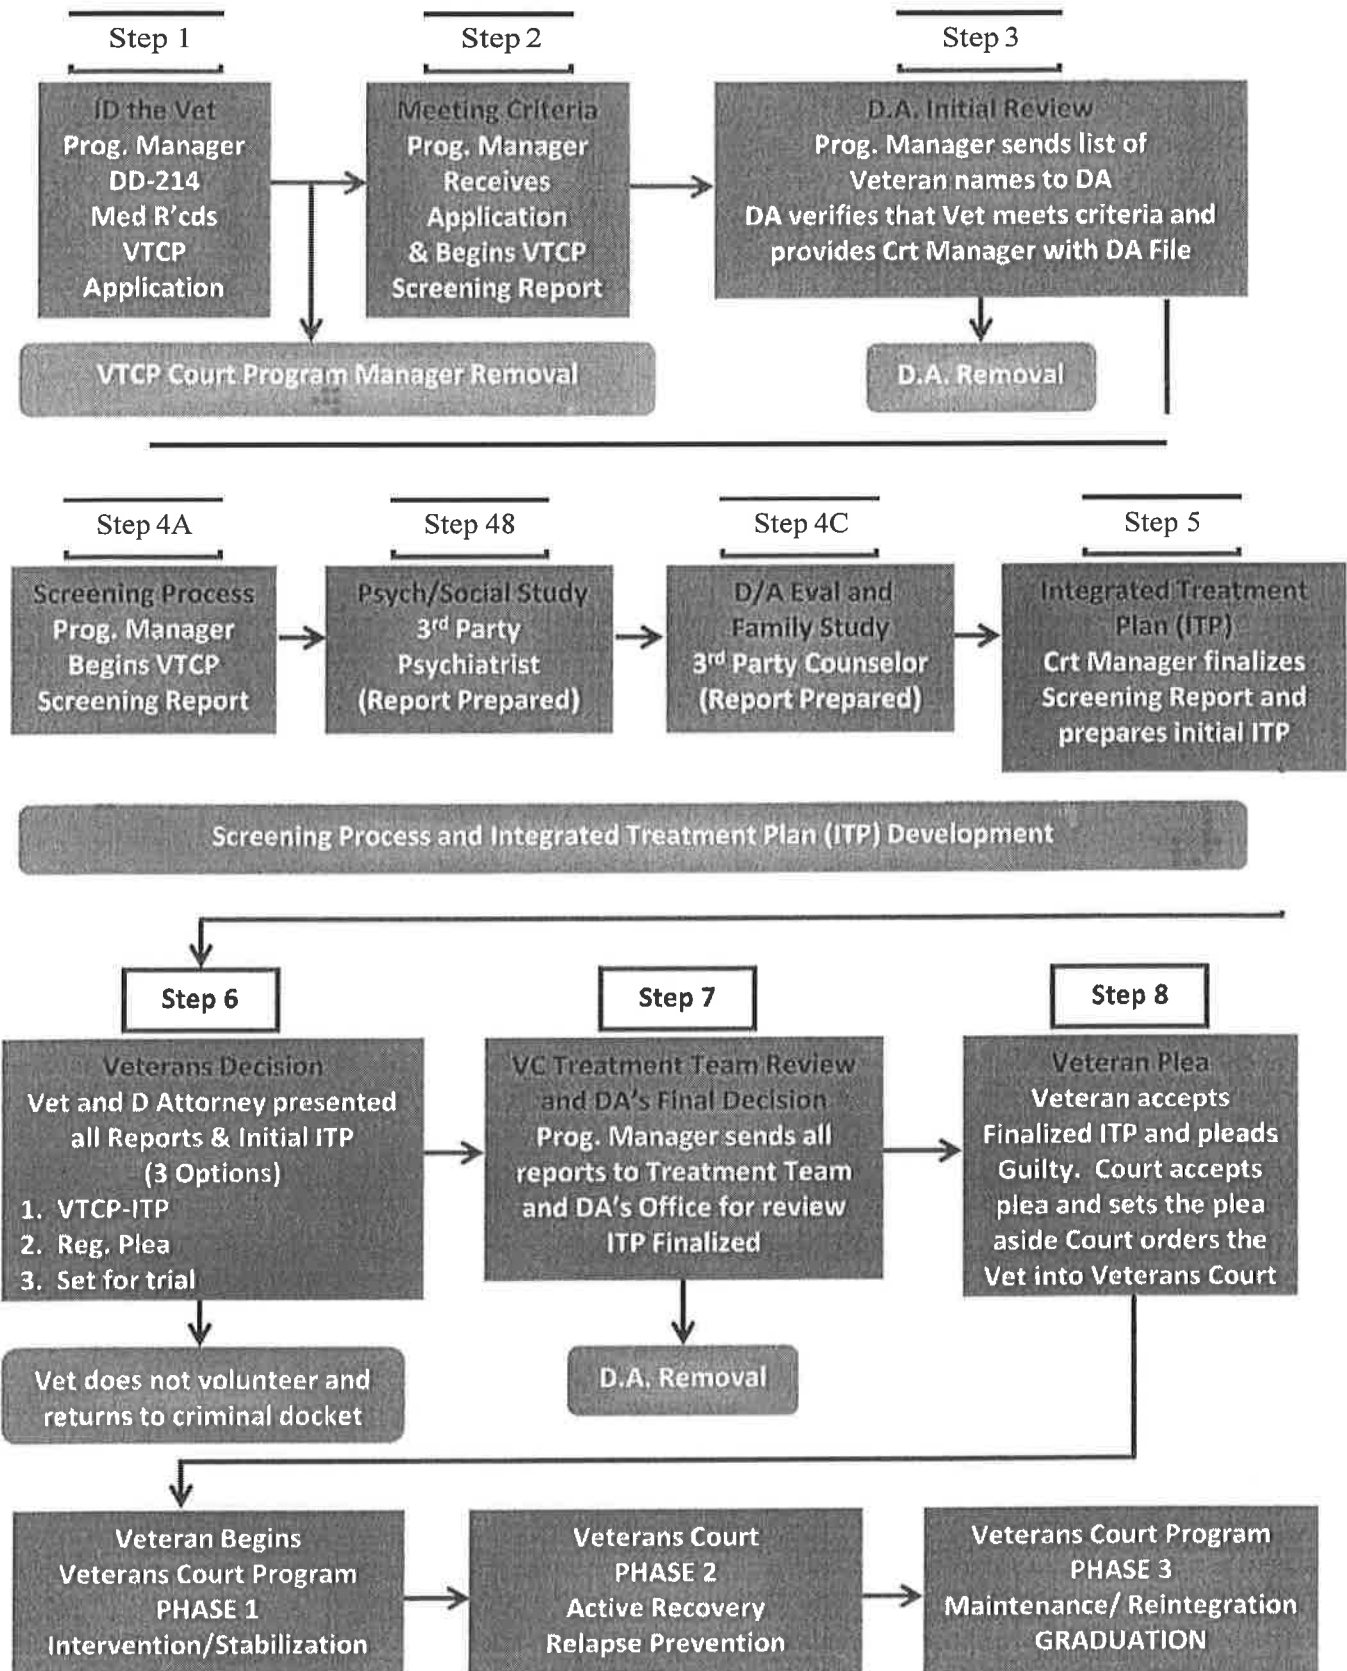 Step 1
ID the Vet
Prog. Manager
DD-214
Med R'cds
VTCP
Application
Step 2
Meeting Criteria
Prog. Manager
Receives
Application
& Begins VTCP
Screening Report
Step 3
D.A. Initial Review
Prog. Manager sends list of
Veteran names to DA
DA verifies that Vet meets criteria and
provides Crt Manager with DA File
VTCP Court Program Manager Removal
D.A. Removal
Step 4A
Screening Process
Prog. Manager
Begins VTCP
Screening Report
Step 48
Psych/Social Study
3rd Party
Psychiatrist
(Report Prepared)
Step 4C
D/A Eval and
Family Study
3rd Party Counselor
(Report Prepared)
Step 5
Integrated Treatment
Plan (ITP)
Crt Manager finalizes
Screening Report and
prepares initial ITP
Screening Process and Integrated Treatment Plan (ITP) Development
Step 6
Veterans Decision
Vet and D Attorney presented
all Reports & Initial ITP
(3 Options)
1. VTCP-ITP
2. Reg. Plea
3. Set for trial
Step 7
VC Treatment Team Review
and DA's Final Decision
Prog. Manager sends all
reports to Treatment Team
and DA's Office for review
ITP Finalized
Step 8
Veteran Plea
Veteran accepts
Finalized ITP and pleads
Guilty. Court accepts
plea and sets the plea
aside Court orders the
Vet into Veterans Court
Vet does not volunteer and
returns to criminal docket
D.A. Removal
Veteran Begins
Veterans Court Program
PHASE 1
Intervention/Stabilization
Veterans Court
PHASE 2
Active Recovery
Relapse Prevention
Veterans Court Program
PHASE 3
Maintenance/ Reintegration
GRADUATION